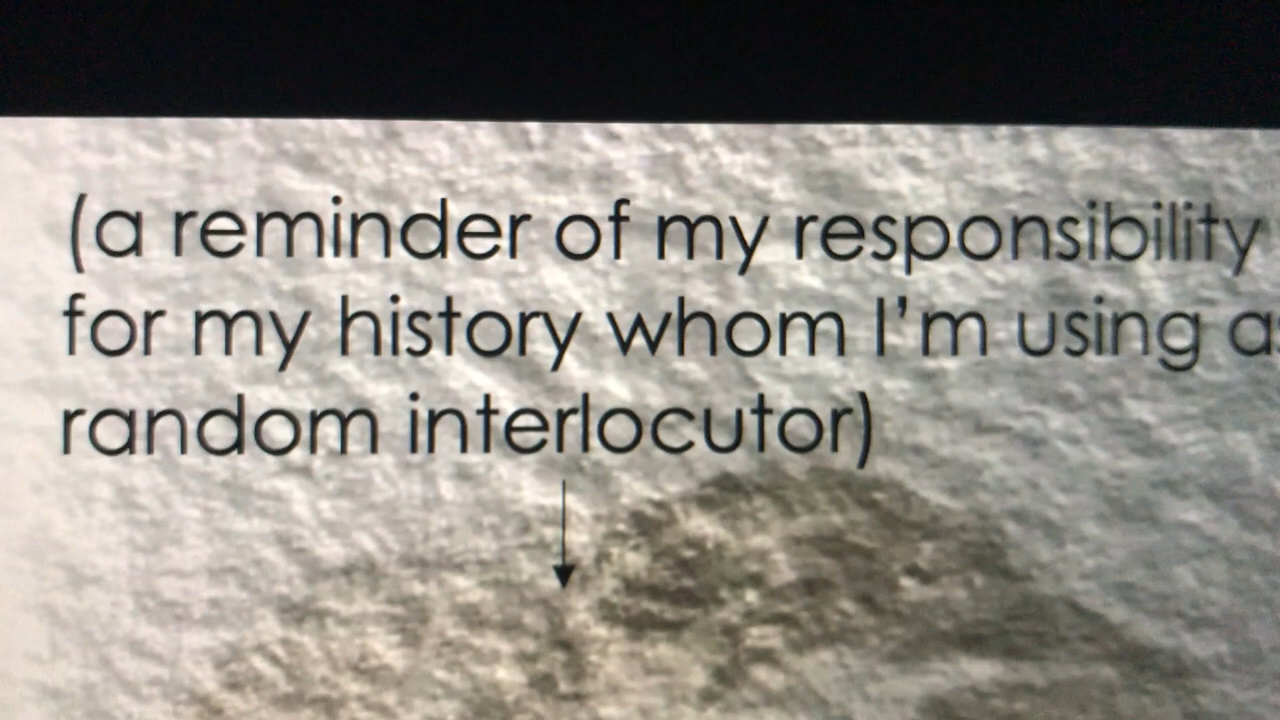 (a reminder of my responsibility
for my history whom I'm using a
random interlocutor)